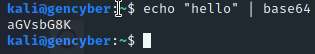 kali@gencyber:~$ echo "hello" | base64
aGVsbG8K
kali@gencyber:~$